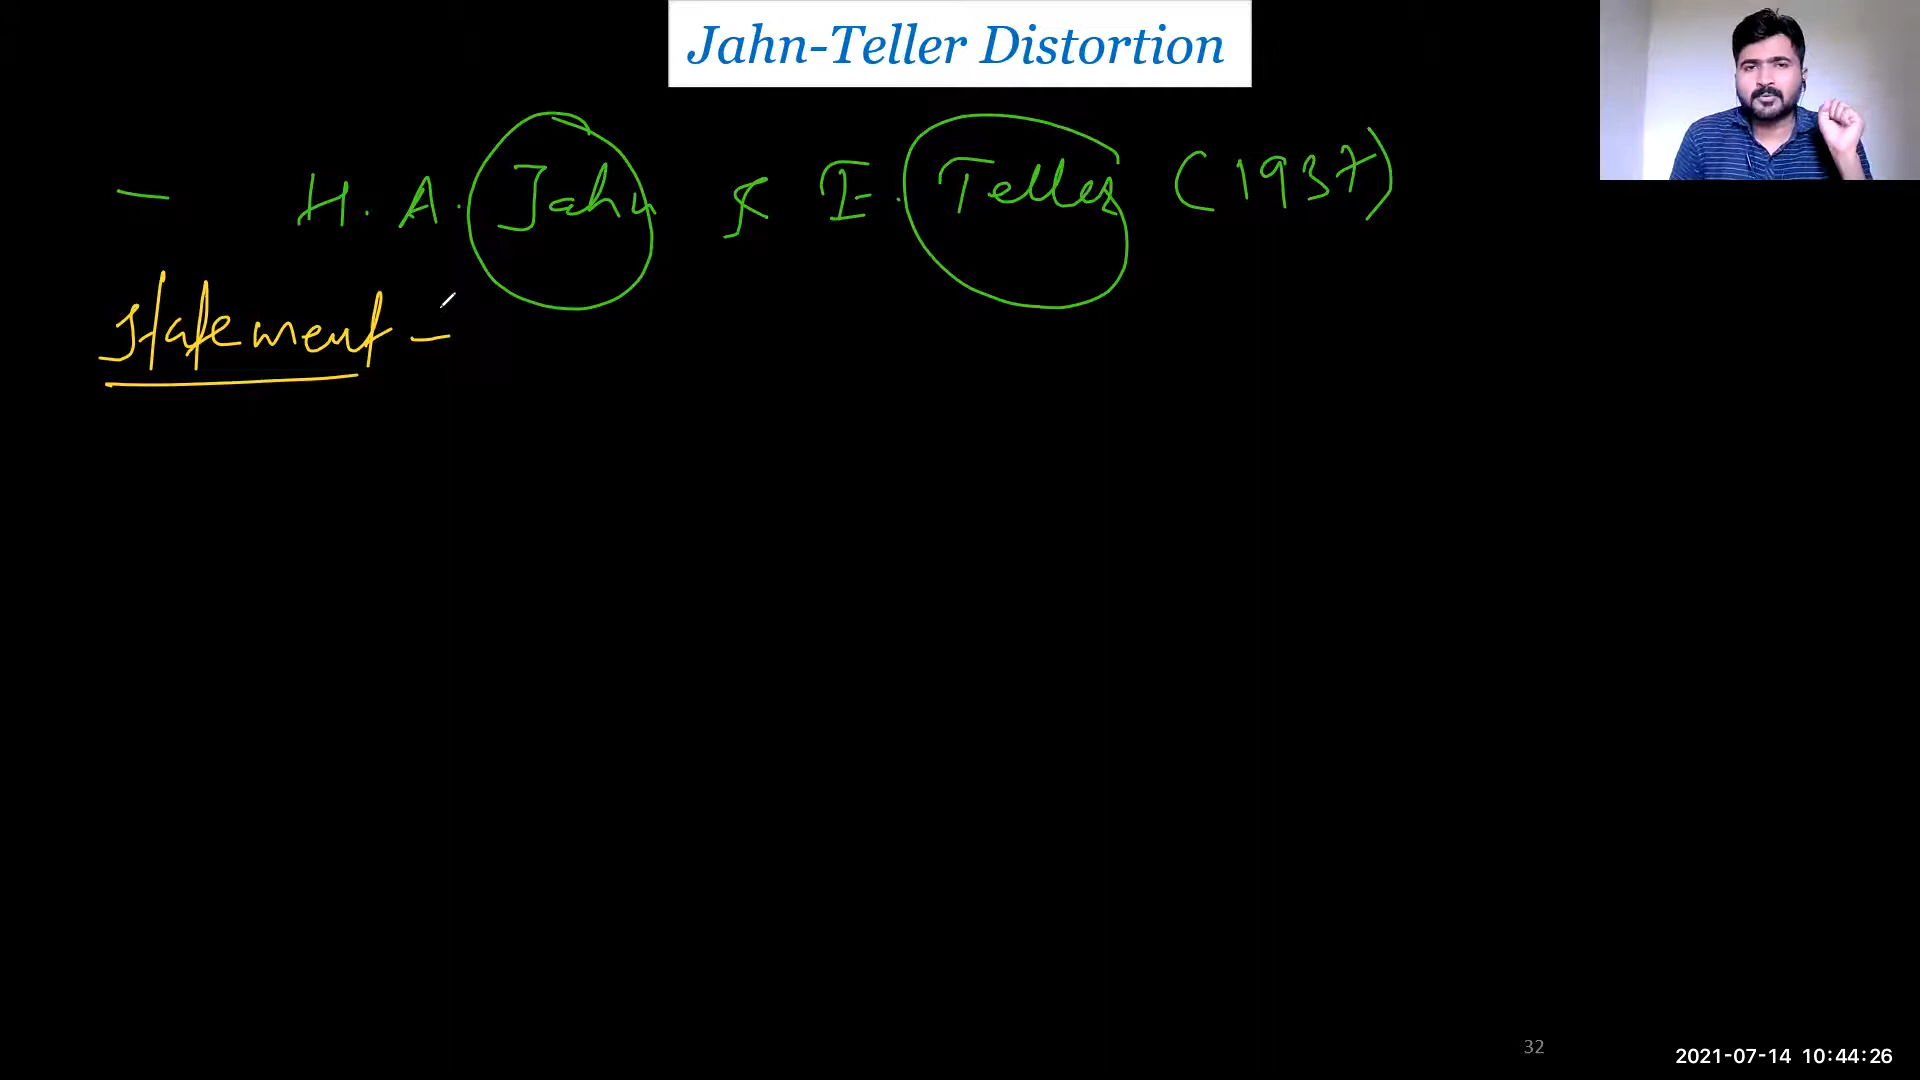 Jahn-Teller Distortion
– H. A. Jahn & E. Teller (1937)
Statement –
32
2021-07-14 10:44:26